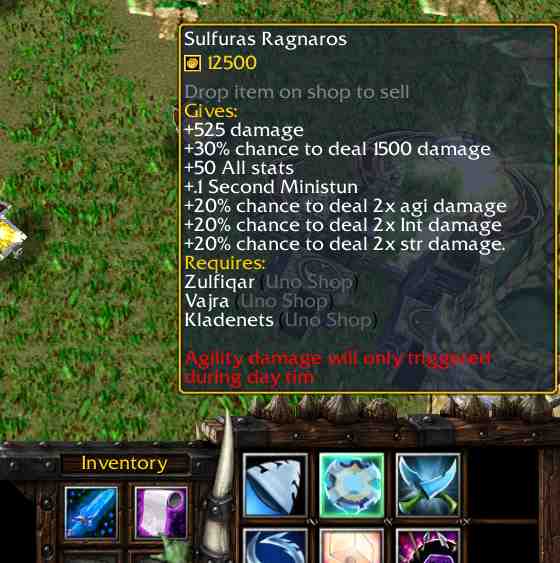 Sulfuras Ragnaros
12500
Drop item on shop to sell
Gives:
+525 damage
+30% chance to deal 1500 damage
+50 All stats
+.1 Second Ministun
+20% chance to deal 2x agi damage
+20% chance to deal 2x Int damage
+20% chance to deal 2x str damage.
Requires:
Zulfiqar (Uno Shop)
Vajra (Uno Shop)
Kladenets (Uno Shop)
Agility damage will only triggered
during day tim
Inventory